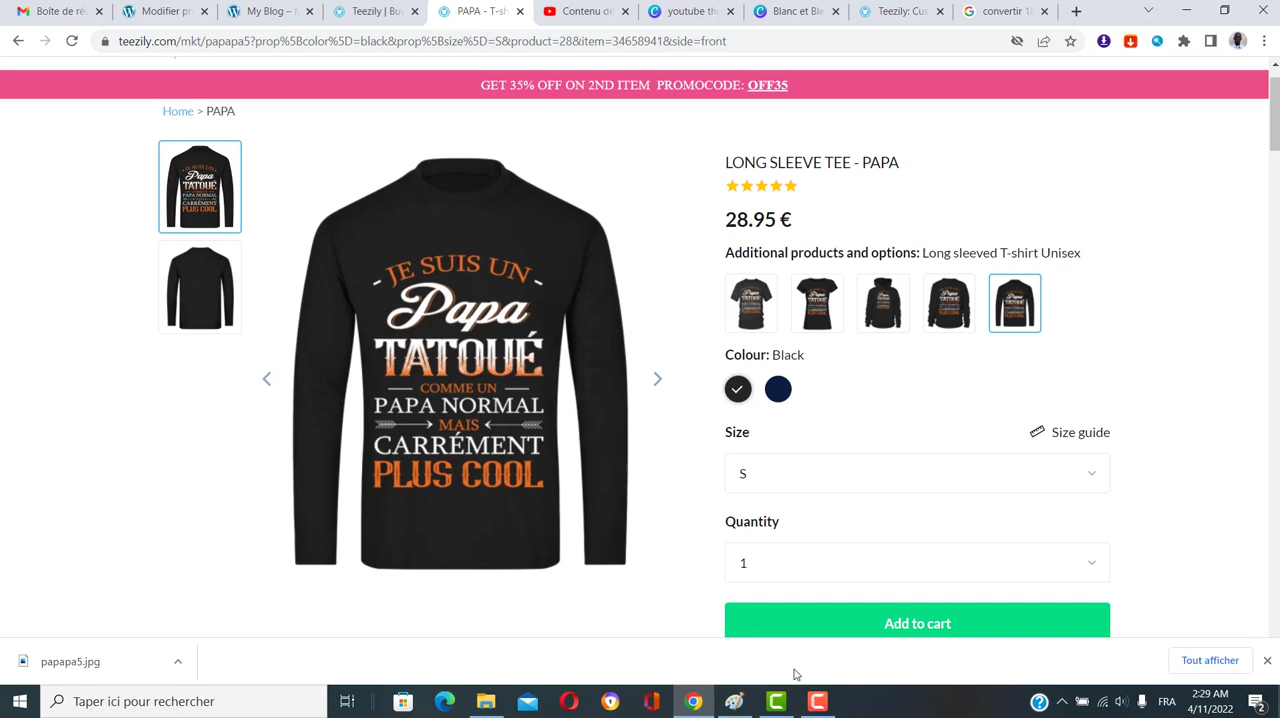 Boîte de ré
Modifier pr
My Blog – M
Teezily | Buy
PAPA - T-sh
Contenu de
youtube th
Blanc et Ble
Teezily: Cus
convertir 18
teezily.com/mkt/papapa5?prop%5Bcolor%5D=black&prop%5Bsize%5D=S&product=28&item=34658941&side=front
GET 35% OFF ON 2ND ITEM PROMOCODE: OFF35
Home > PAPA
LONG SLEEVE TEE - PAPA
28.95 €
Additional products and options: Long sleeved T-shirt Unisex
Colour: Black
Size
Size guide
S
Quantity
1
Add to cart
JE SUIS UN
Papa
TATOUÉ
COMME UN
PAPA NORMAL
MAIS
CARRÉMENT
PLUS COOL
papapa5.jpg
Tout afficher
Taper ici pour rechercher
FRA
2:29 AM
4/11/2022
2